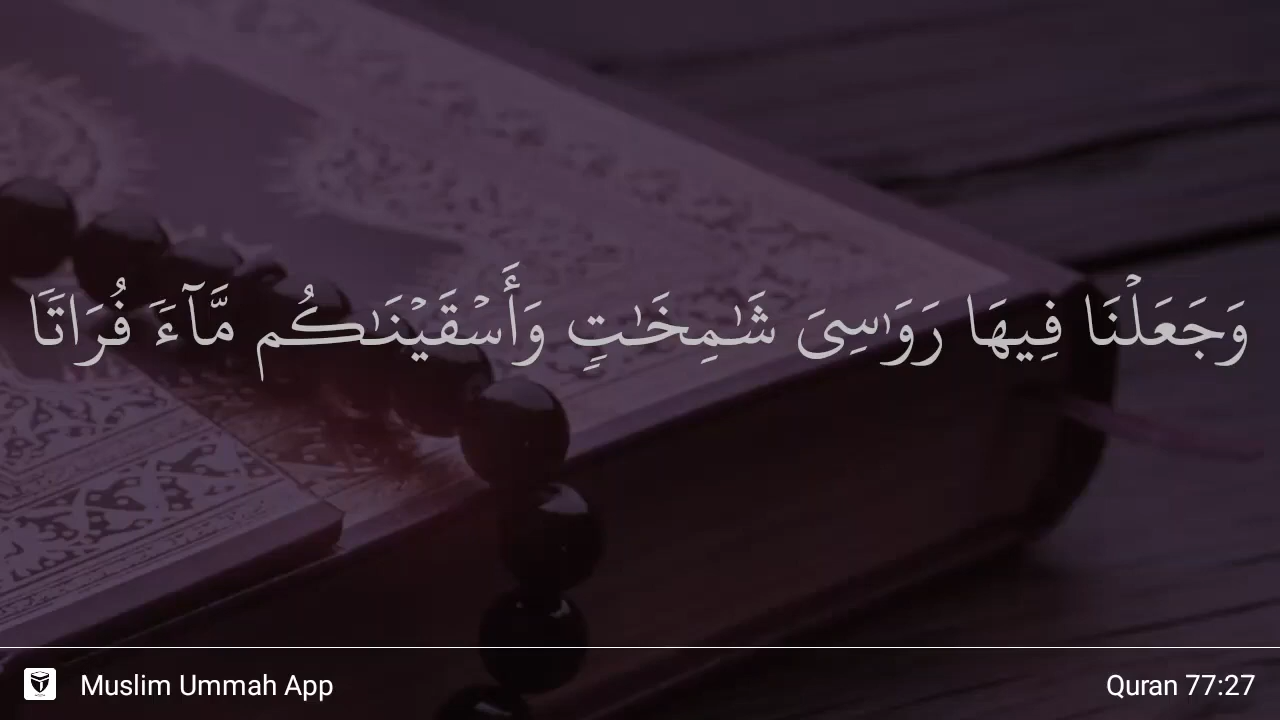 وَجَعَلْنَا فِيهَا رَوَٰسِىَ شَـٰمِخَـٰتٍ وَأَسْقَيْنَـٰكُم مَّآءَ فُرَاتًا
Muslim Ummah App
Quran 77:27